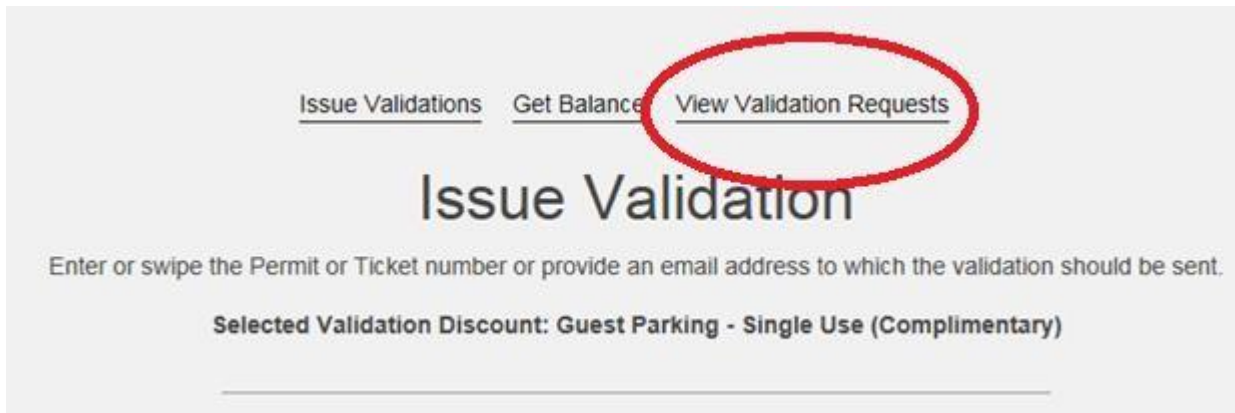 Issue Validations Get Balance View Validation Requests
Issue Validation
Enter or swipe the Permit or Ticket number or provide an email address to which the validation should be sent.
Selected Validation Discount: Guest Parking - Single Use (Complimentary)